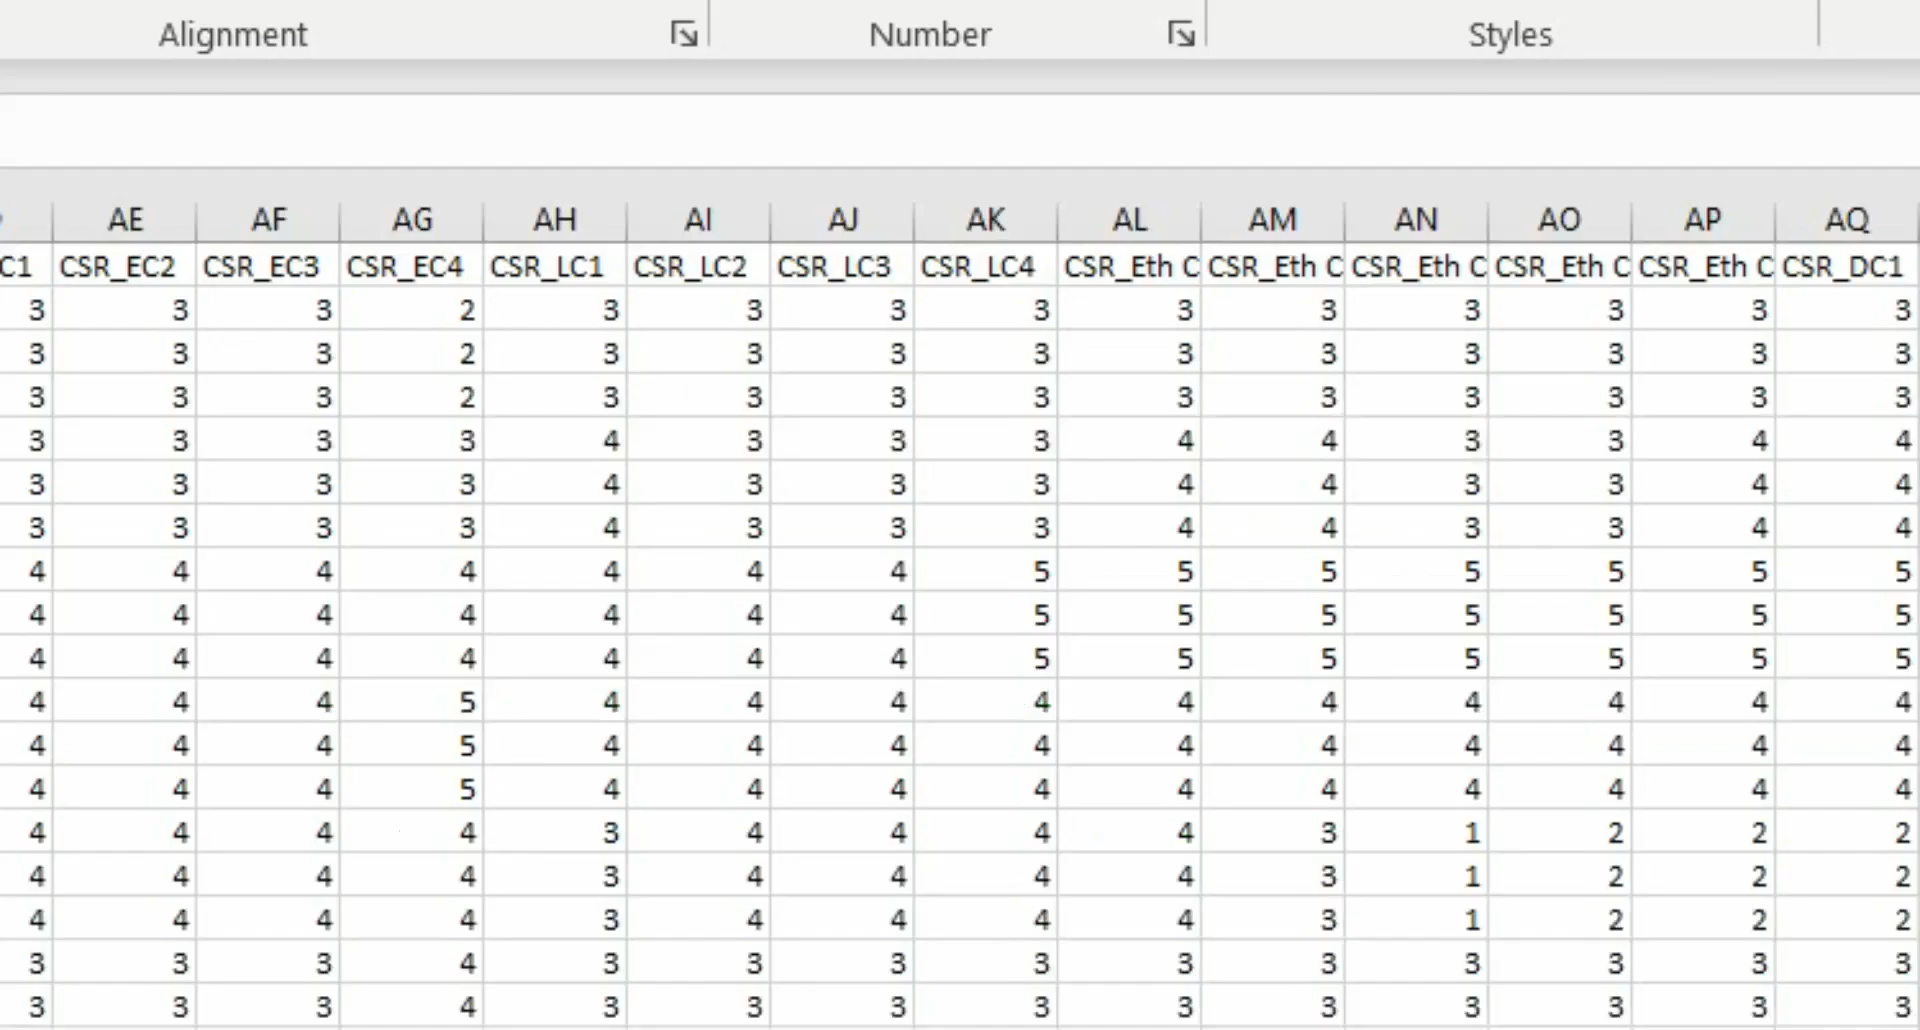 Alignment Number Styles
AE AF AG AH AI AJ AK AL AM AN AO AP AQ
C1 CSR_EC2 CSR_EC3 CSR_EC4 CSR_LC1 CSR_LC2 CSR_LC3 CSR_LC4 CSR_Eth C CSR_Eth C CSR_Eth C CSR_Eth C CSR_Eth C CSR_DC1
3 3 3 2 3 3 3 3 3 3 3 3 3 3
3 3 3 2 3 3 3 3 3 3 3 3 3 3
3 3 3 2 3 3 3 3 3 3 3 3 3 3
3 3 3 3 4 3 3 3 4 4 3 3 4 4
3 3 3 3 4 3 3 3 4 4 3 3 4 4
3 3 3 3 4 3 3 3 4 4 3 3 4 4
4 4 4 4 4 4 4 5 5 5 5 5 5 5
4 4 4 4 4 4 4 5 5 5 5 5 5 5
4 4 4 4 4 4 4 5 5 5 5 5 5 5
4 4 4 5 4 4 4 4 4 4 4 4 4 4
4 4 4 5 4 4 4 4 4 4 4 4 4 4
4 4 4 5 4 4 4 4 4 4 4 4 4 4
4 4 4 4 3 4 4 4 4 3 1 2 2 2
4 4 4 4 3 4 4 4 4 3 1 2 2 2
4 4 4 4 3 4 4 4 4 3 1 2 2 2
3 3 3 4 3 3 3 3 3 3 3 3 3 3
3 3 3 4 3 3 3 3 3 3 3 3 3 3